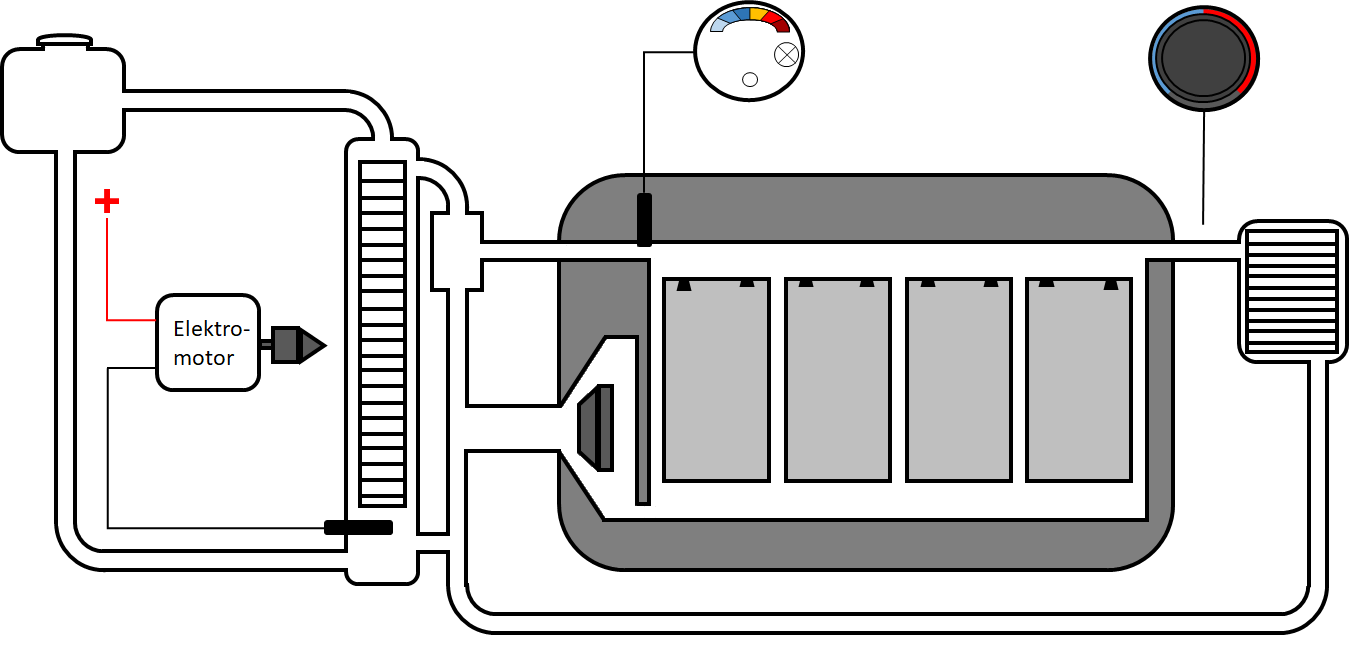 +
Elektro-
motor